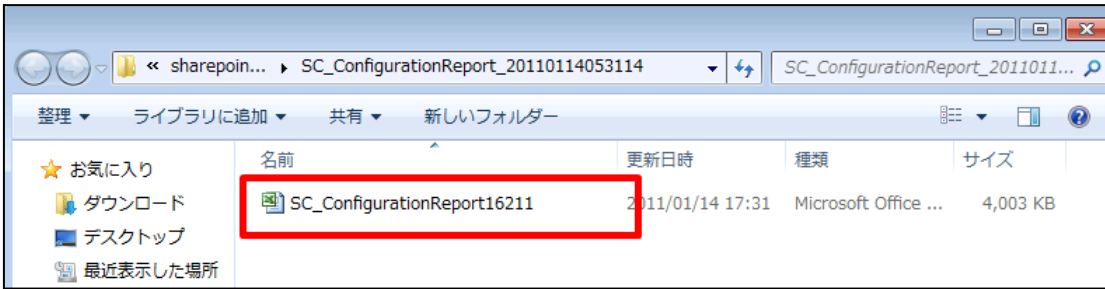 « sharepoin... ▸ SC_ConfigurationReport_20110114053114 SC_ConfigurationReport_2011011...
整理 ライブラリに追加 共有 新しいフォルダー
お気に入り 名前 更新日時 種類 サイズ
ダウンロード SC_ConfigurationReport16211 2011/01/14 17:31 Microsoft Office ... 4,003 KB
デスクトップ
最近表示した場所